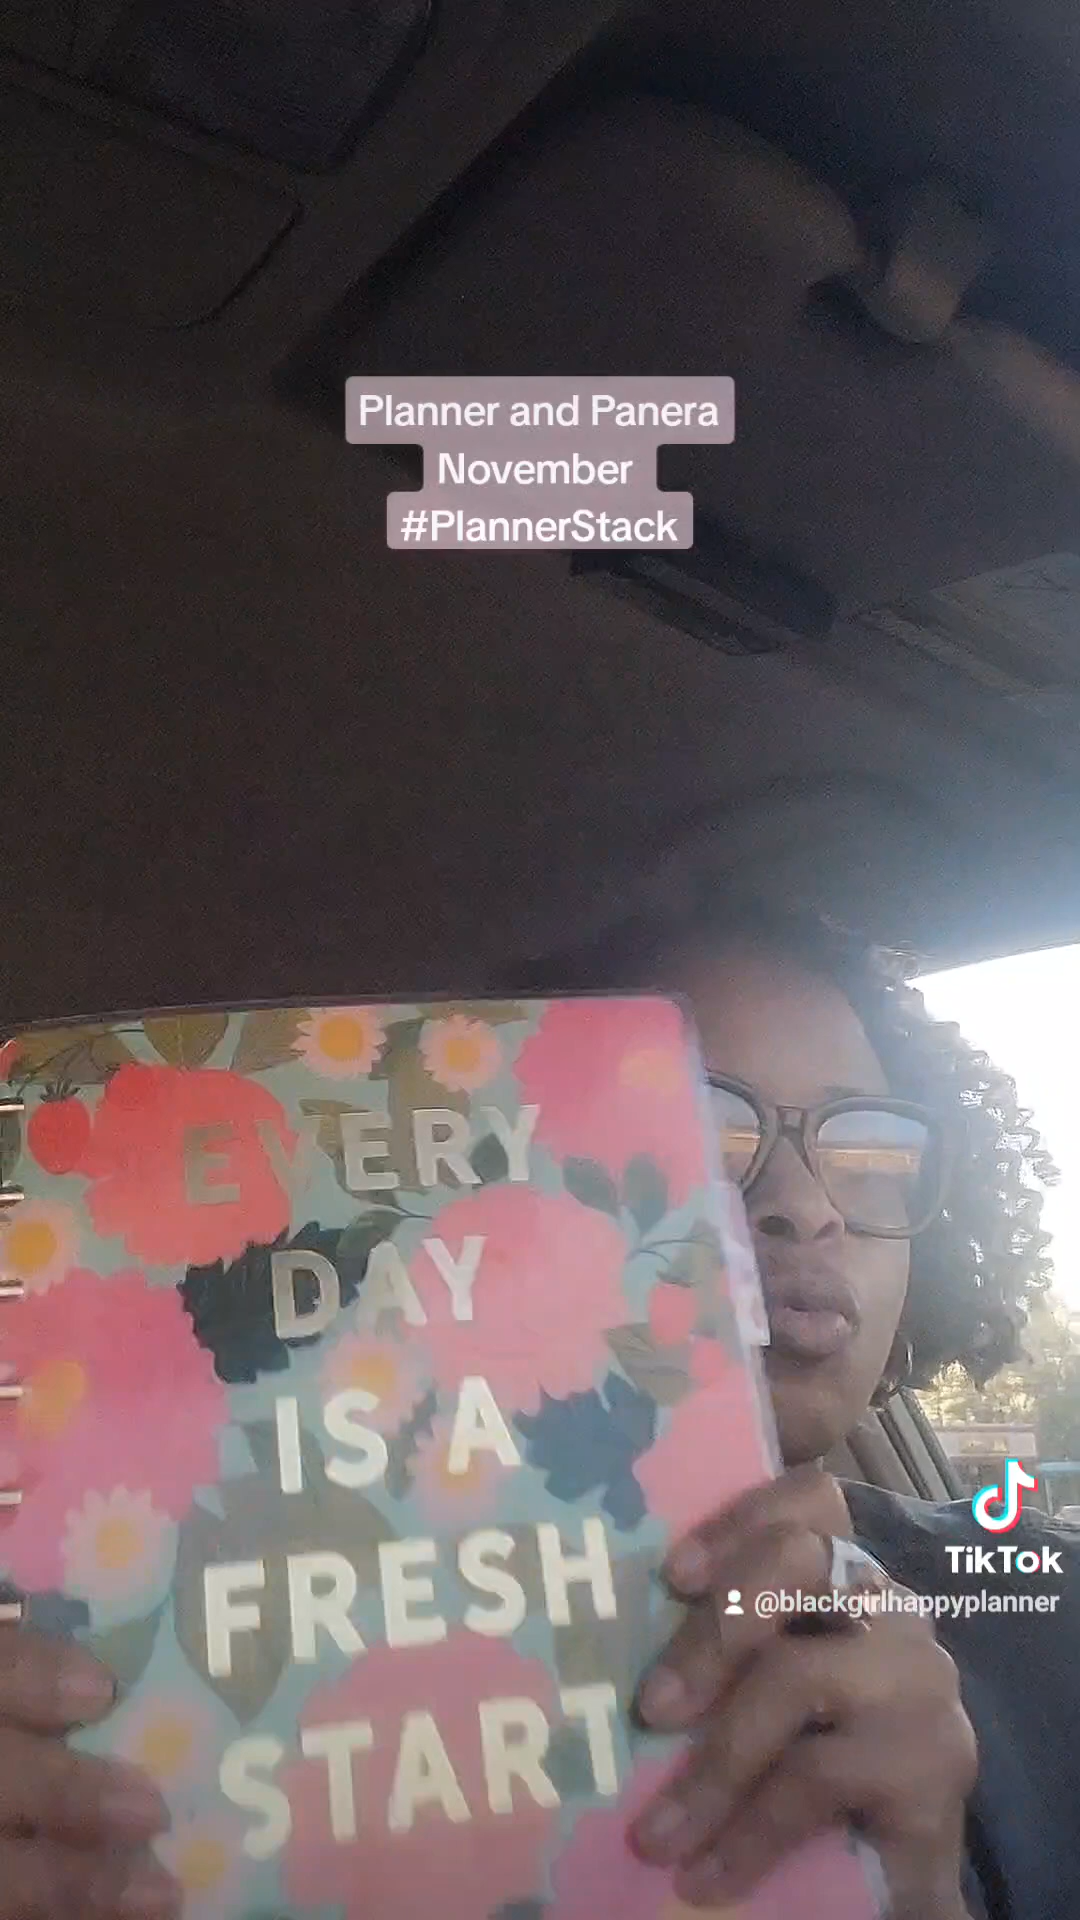 Planner and Panera
November
#PlannerStack
EVERY
DAY
IS A
FRESH
START
TikTok
@blackgirlhappyplanner